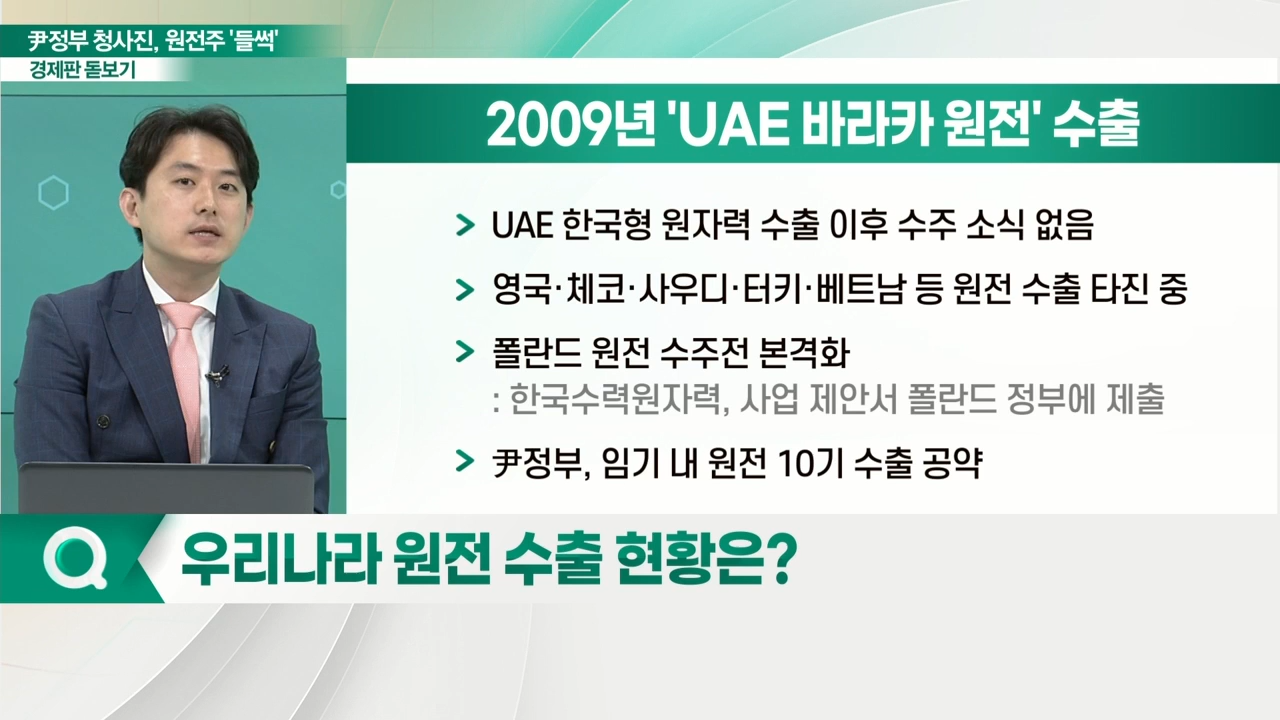 尹정부 청사진, 원전주 '들썩'
경제판 돋보기
2009년 'UAE 바라카 원전' 수출
> UAE 한국형 원자력 수출 이후 수주 소식 없음
> 영국·체코·사우디·터키·베트남 등 원전 수출 타진 중
> 폴란드 원전 수주전 본격화
: 한국수력원자력, 사업 제안서 폴란드 정부에 제출
> 尹정부, 임기 내 원전 10기 수출 공약
Q 우리나라 원전 수출 현황은?